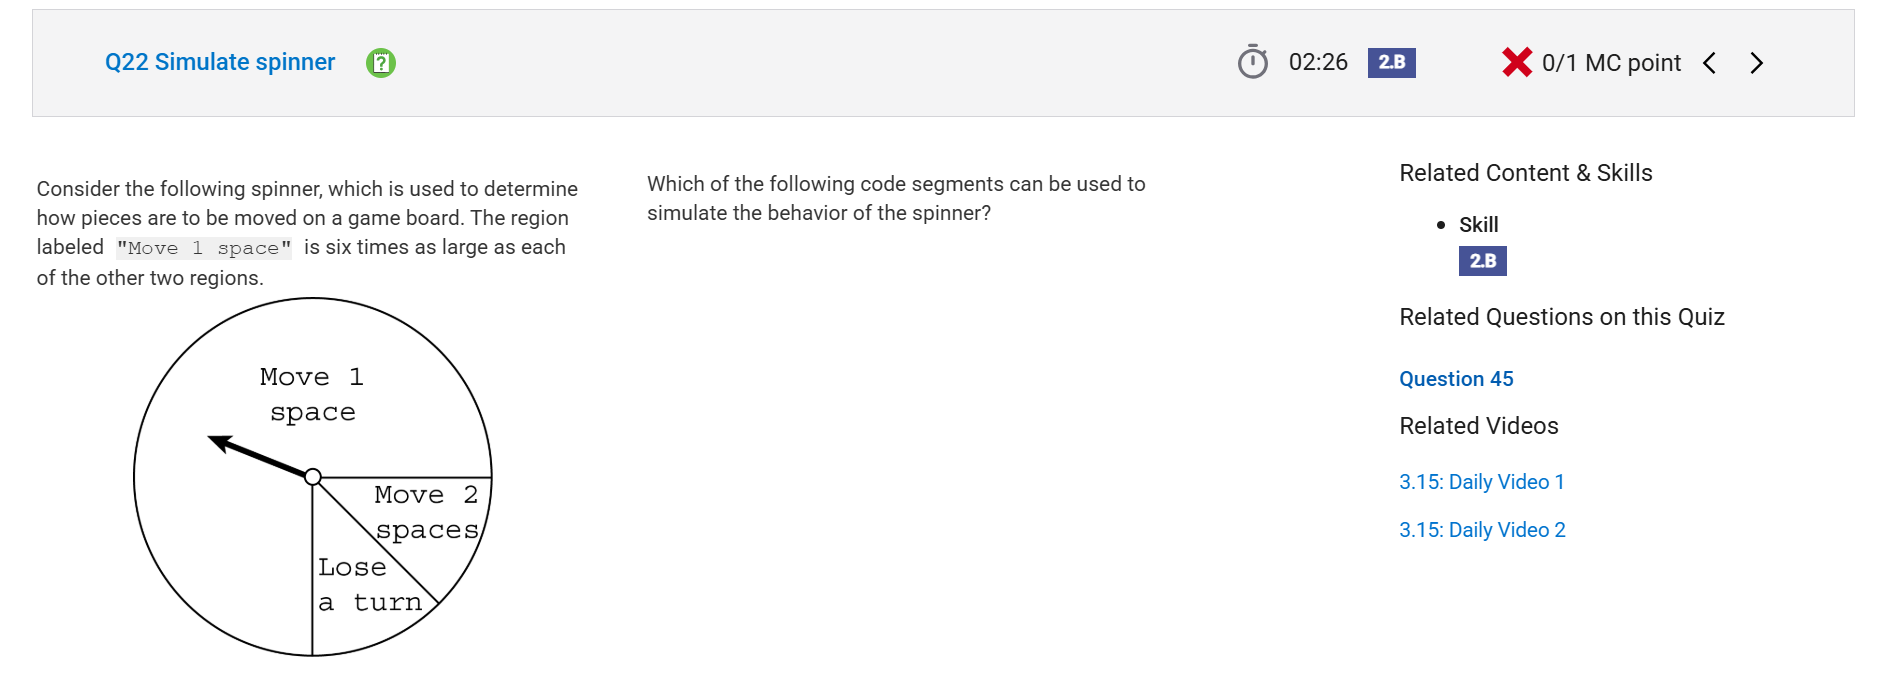 Q22 Simulate spinner
?
02:26
2.B
0/1 MC point
Consider the following spinner, which is used to determine
how pieces are to be moved on a game board. The region
labeled "Move 1 space" is six times as large as each
of the other two regions.
Move 1
space
Move 2
spaces
Lose
a turn
Which of the following code segments can be used to
simulate the behavior of the spinner?
Related Content & Skills
• Skill
2.B
Related Questions on this Quiz
Question 45
Related Videos
3.15: Daily Video 1
3.15: Daily Video 2